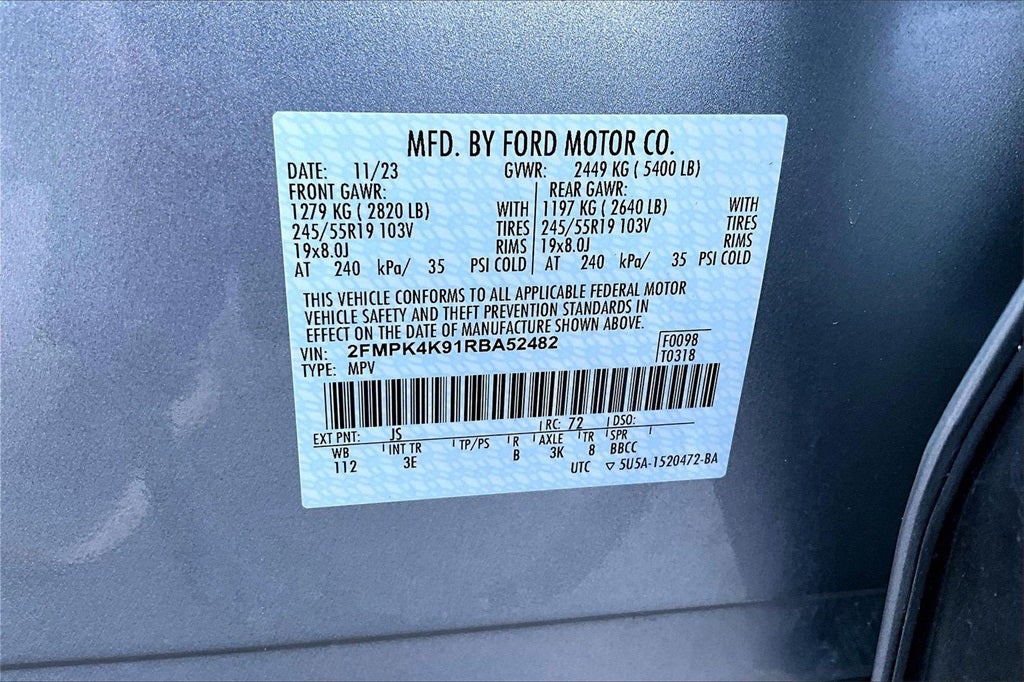 MFD. BY FORD MOTOR CO.
DATE: 11/23 GVWR: 2449 KG ( 5400 LB)
FRONT GAWR: REAR GAWR:
1279 KG ( 2820 LB) WITH 1197 KG ( 2640 LB) WITH
245/55R19 103V TIRES 245/55R19 103V TIRES
19x8.0J RIMS 19x8.0J RIMS
AT 240 kPa/ 35 PSI COLD AT 240 kPa/ 35 PSI COLD
THIS VEHICLE CONFORMS TO ALL APPLICABLE FEDERAL MOTOR
VEHICLE SAFETY AND THEFT PREVENTION STANDARDS IN
EFFECT ON THE DATE OF MANUFACTURE SHOWN ABOVE.
VIN: 2FMPK4K91RBA52482 F0098
TYPE: MPV T0318
EXT PNT: JS RC: 72 DSO:
WB INT TR TP/PS R AXLE TR SPR
112 3E B 3K 8 BBCC
UTC ▽ 5U5A-1520472-BA